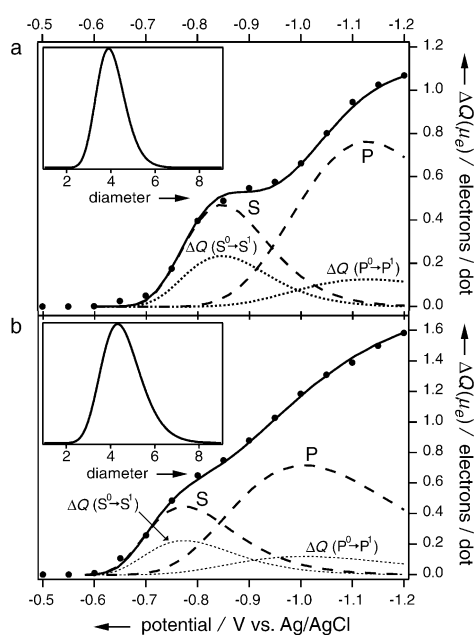 -0.5 -0.6 -0.7 -0.8 -0.9 -1.0 -1.1 -1.2
a
1.2
1.0
0.8
0.6
0.4
0.2
0.0
ΔQ(μe) / electrons / dot
2 4 6 8
diameter
S
P
ΔQ (S⁰→S¹)
ΔQ (P⁰→P¹)
b
1.6
1.4
1.2
1.0
0.8
0.6
0.4
0.2
0.0
ΔQ(μe) / electrons / dot
2 4 6 8
diameter
S
P
ΔQ (S⁰→S¹)
ΔQ (P⁰→P¹)
-0.5 -0.6 -0.7 -0.8 -0.9 -1.0 -1.1 -1.2
potential / V vs. Ag/AgCl